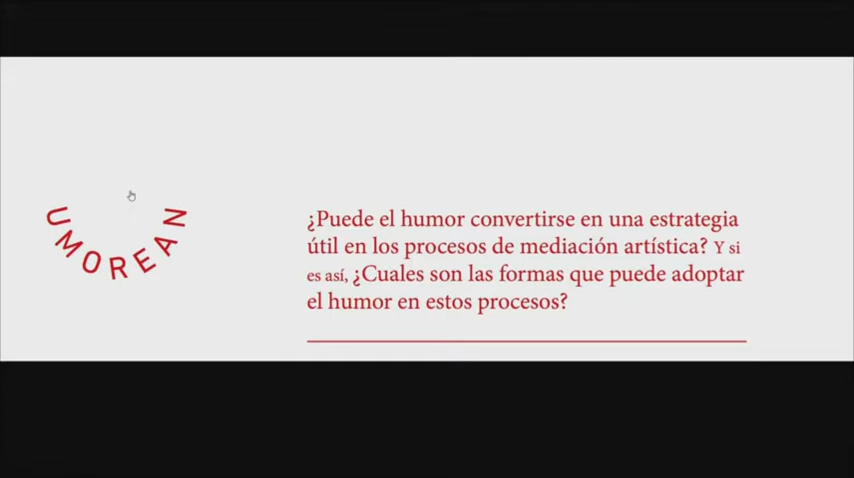 UMOREAN
¿Puede el humor convertirse en una estrategia
útil en los procesos de mediación artística? Y si
es así, ¿Cuales son las formas que puede adoptar
el humor en estos procesos?